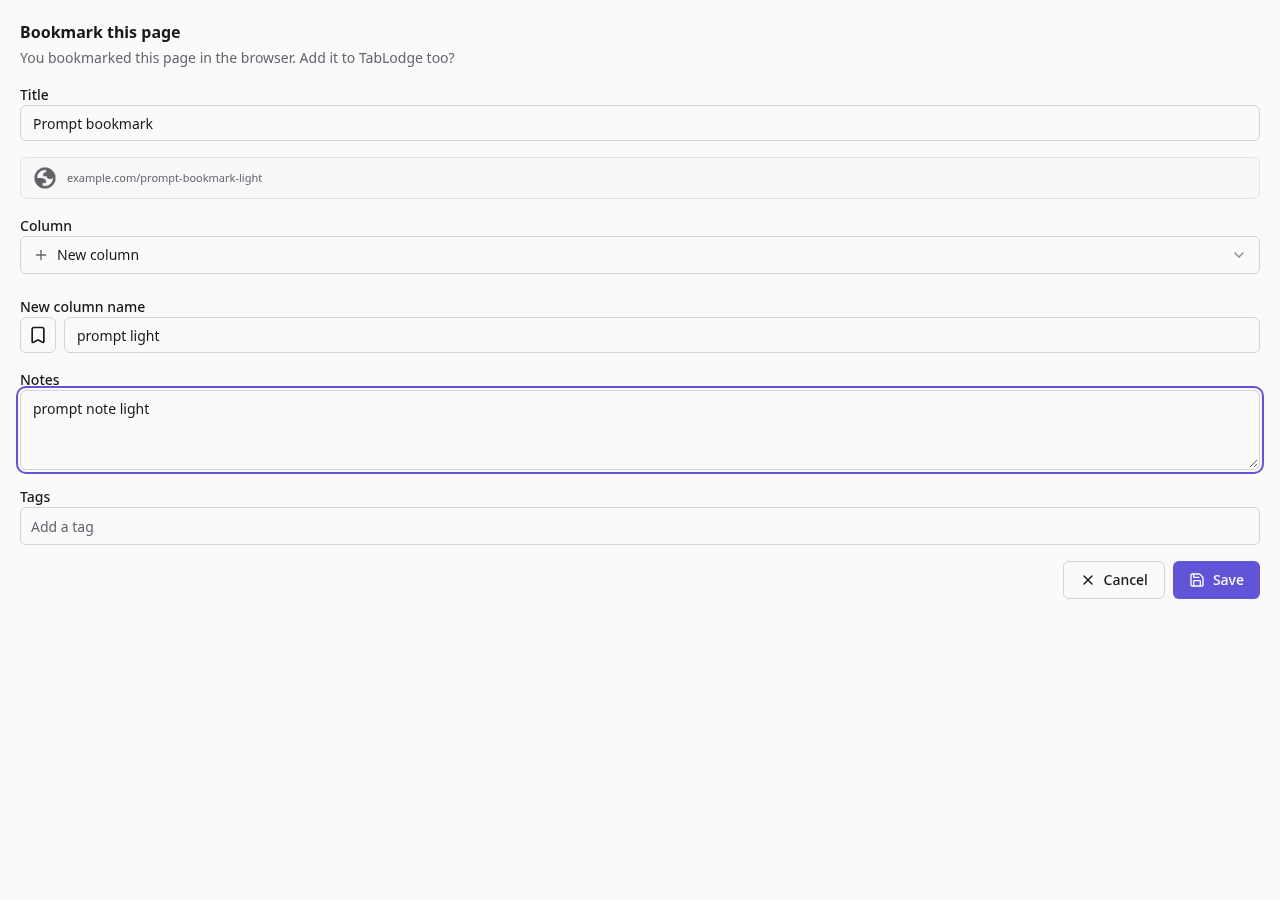 Bookmark this page
You bookmarked this page in the browser. Add it to TabLodge too?
Title
Prompt bookmark
example.com/prompt-bookmark-light
Column
New column
New column name
prompt light
Notes
prompt note light
Tags
Add a tag
Cancel
Save